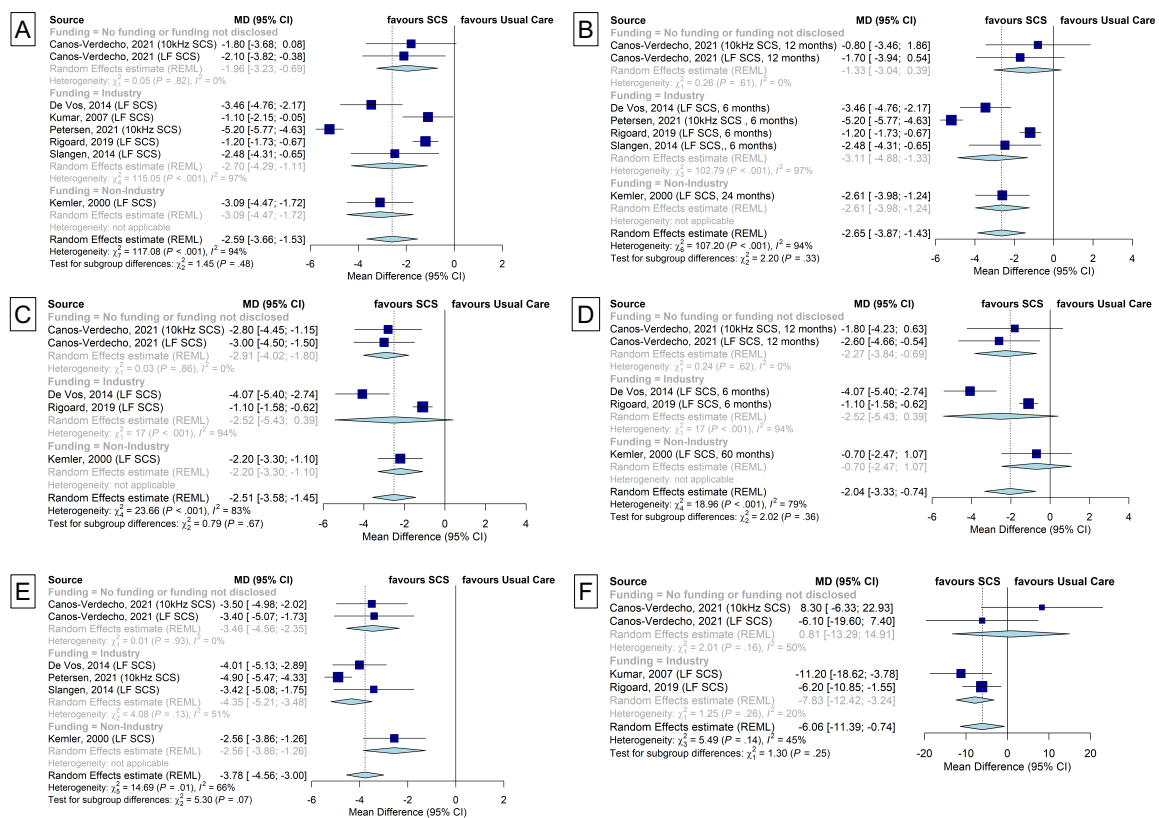 A
Source MD (95% CI) favours SCS favours Usual Care
Funding = No funding or funding not disclosed
Canos-Verdecho, 2021 (10kHz SCS) -1.80 [-3.68; 0.08]
Canos-Verdecho, 2021 (LF SCS) -2.10 [-3.82; -0.38]
Random Effects estimate (REML) -1.96 [-3.23; -0.69]
Heterogeneity: χ²₁ = 0.05 (P = .82), I² = 0%
Funding = Industry
De Vos, 2014 (LF SCS) -3.46 [-4.76; -2.17]
Kumar, 2007 (LF SCS) -1.10 [-2.15; -0.05]
Petersen, 2021 (10kHz SCS) -5.20 [-5.77; -4.63]
Rigoard, 2019 (LF SCS) -1.20 [-1.73; -0.67]
Slangen, 2014 (LF SCS) -2.48 [-4.31; -0.65]
Random Effects estimate (REML) -2.70 [-4.29; -1.11]
Heterogeneity: χ²₄ = 115.05 (P < .001), I² = 97%
Funding = Non-Industry
Kemler, 2000 (LF SCS) -3.09 [-4.47; -1.72]
Random Effects estimate (REML) -3.09 [-4.47; -1.72]
Heterogeneity: not applicable
Random Effects estimate (REML) -2.59 [-3.66; -1.53]
Heterogeneity: χ²₇ = 117.08 (P < .001), I² = 94%
Test for subgroup differences: χ²₂ = 1.45 (P = .48)
-6 -4 -2 0 2 4
Mean Difference (95% CI)
B
Source MD (95% CI) favours SCS favours Usual Care
Funding = No funding or funding not disclosed
Canos-Verdecho, 2021 (10kHz SCS, 12 months) -0.80 [-3.46; 1.86]
Canos-Verdecho, 2021 (LF SCS, 12 months) -1.70 [-3.94; 0.54]
Random Effects estimate (REML) -1.33 [-3.04; 0.39]
Heterogeneity: χ²₁ = 0.26 (P = .61), I² = 0%
Funding = Industry
De Vos, 2014 (LF SCS, 6 months) -3.46 [-4.76; -2.17]
Petersen, 2021 (10kHz SCS , 6 months) -5.20 [-5.77; -4.63]
Rigoard, 2019 (LF SCS, 6 months) -1.20 [-1.73; -0.67]
Slangen, 2014 (LF SCS,, 6 months) -2.48 [-4.31; -0.65]
Random Effects estimate (REML) -3.11 [-4.88; -1.33]
Heterogeneity: χ²₃ = 102.79 (P < .001), I² = 97%
Funding = Non-Industry
Kemler, 2000 (LF SCS, 24 months) -2.61 [-3.98; -1.24]
Random Effects estimate (REML) -2.61 [-3.98; -1.24]
Heterogeneity: not applicable
Random Effects estimate (REML) -2.65 [-3.87; -1.43]
Heterogeneity: χ²₆ = 107.20 (P < .001), I² = 94%
Test for subgroup differences: χ²₂ = 2.20 (P = .33)
-6 -4 -2 0 2 4
Mean Difference (95% CI)
C
Source MD (95% CI) favours SCS favours Usual Care
Funding = No funding or funding not disclosed
Canos-Verdecho, 2021 (10kHz SCS) -2.80 [-4.45; -1.15]
Canos-Verdecho, 2021 (LF SCS) -3.00 [-4.50; -1.50]
Random Effects estimate (REML) -2.91 [-4.02; -1.80]
Heterogeneity: χ²₁ = 0.03 (P = .86), I² = 0%
Funding = Industry
De Vos, 2014 (LF SCS) -4.07 [-5.40; -2.74]
Rigoard, 2019 (LF SCS) -1.10 [-1.58; -0.62]
Random Effects estimate (REML) -2.52 [-5.43; 0.39]
Heterogeneity: χ²₁ = 17 (P < .001), I² = 94%
Funding = Non-Industry
Kemler, 2000 (LF SCS) -2.20 [-3.30; -1.10]
Random Effects estimate (REML) -2.20 [-3.30; -1.10]
Heterogeneity: not applicable
Random Effects estimate (REML) -2.51 [-3.58; -1.45]
Heterogeneity: χ²₄ = 23.66 (P < .001), I² = 83%
Test for subgroup differences: χ²₂ = 0.79 (P = .67)
-6 -4 -2 0 2 4
Mean Difference (95% CI)
D
Source MD (95% CI) favours SCS favours Usual Care
Funding = No funding or funding not disclosed
Canos-Verdecho, 2021 (10kHz SCS, 12 months) -1.80 [-4.23; 0.63]
Canos-Verdecho, 2021 (LF SCS, 12 months) -2.60 [-4.66; -0.54]
Random Effects estimate (REML) -2.27 [-3.84; -0.69]
Heterogeneity: χ²₁ = 0.24 (P = .62), I² = 0%
Funding = Industry
De Vos, 2014 (LF SCS, 6 months) -4.07 [-5.40; -2.74]
Rigoard, 2019 (LF SCS, 6 months) -1.10 [-1.58; -0.62]
Random Effects estimate (REML) -2.52 [-5.43; 0.39]
Heterogeneity: χ²₁ = 17 (P < .001), I² = 94%
Funding = Non-Industry
Kemler, 2000 (LF SCS, 60 months) -0.70 [-2.47; 1.07]
Random Effects estimate (REML) -0.70 [-2.47; 1.07]
Heterogeneity: not applicable
Random Effects estimate (REML) -2.04 [-3.33; -0.74]
Heterogeneity: χ²₄ = 18.96 (P < .001), I² = 79%
Test for subgroup differences: χ²₂ = 2.02 (P = .36)
-6 -4 -2 0 2 4
Mean Difference (95% CI)
E
Source MD (95% CI) favours SCS favours Usual Care
Funding = No funding or funding not disclosed
Canos-Verdecho, 2021 (10kHz SCS) -3.50 [-4.98; -2.02]
Canos-Verdecho, 2021 (LF SCS) -3.40 [-5.07; -1.73]
Random Effects estimate (REML) -3.46 [-4.56; -2.35]
Heterogeneity: χ²₁ = 0.01 (P = .93), I² = 0%
Funding = Industry
De Vos, 2014 (LF SCS) -4.01 [-5.13; -2.89]
Petersen, 2021 (10kHz SCS) -4.90 [-5.47; -4.33]
Slangen, 2014 (LF SCS) -3.42 [-5.08; -1.75]
Random Effects estimate (REML) -4.35 [-5.21; -3.48]
Heterogeneity: χ²₂ = 4.08 (P = .13), I² = 51%
Funding = Non-Industry
Kemler, 2000 (LF SCS) -2.56 [-3.86; -1.26]
Random Effects estimate (REML) -2.56 [-3.86; -1.26]
Heterogeneity: not applicable
Random Effects estimate (REML) -3.78 [-4.56; -3.00]
Heterogeneity: χ²₅ = 14.69 (P = .01), I² = 66%
Test for subgroup differences: χ²₂ = 5.30 (P = .07)
-6 -4 -2 0 2
Mean Difference (95% CI)
F
Source MD (95% CI) favours SCS favours Usual Care
Funding = No funding or funding not disclosed
Canos-Verdecho, 2021 (10kHz SCS) 8.30 [-6.33; 22.93]
Canos-Verdecho, 2021 (LF SCS) -6.10 [-19.60; 7.40]
Random Effects estimate (REML) 0.81 [-13.29; 14.91]
Heterogeneity: χ²₁ = 2.01 (P = .16), I² = 50%
Funding = Industry
Kumar, 2007 (LF SCS) -11.20 [-18.62; -3.78]
Rigoard, 2019 (LF SCS) -6.20 [-10.85; -1.55]
Random Effects estimate (REML) -7.83 [-12.42; -3.24]
Heterogeneity: χ²₁ = 1.25 (P = .26), I² = 20%
Random Effects estimate (REML) -6.06 [-11.39; -0.74]
Heterogeneity: χ²₃ = 5.49 (P = .14), I² = 45%
Test for subgroup differences: χ²₁ = 1.30 (P = .25)
-20 -10 0 10 20
Mean Difference (95% CI)